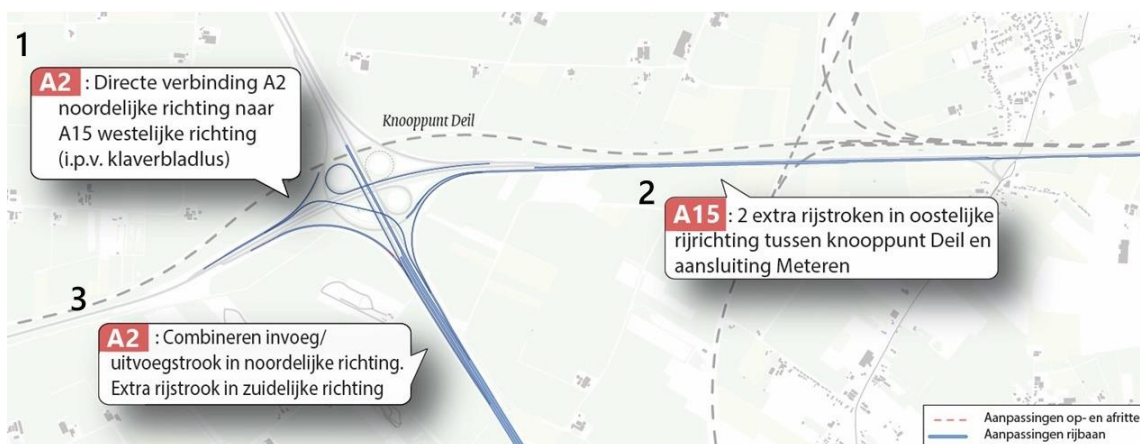 1
A2 : Directe verbinding A2
noordelijke richting naar
A15 westelijke richting
(i.p.v. klaverbladlus)
Knooppunt Deil
2
A15 : 2 extra rijstroken in oostelijke
rijrichting tussen knooppunt Deil en
aansluiting Meteren
3
A2 : Combineren invoeg/
uitvoegstrook in noordelijke richting.
Extra rijstrook in zuidelijke richting
Aanpassingen op- en afritte
Aanpassingen rijbaan